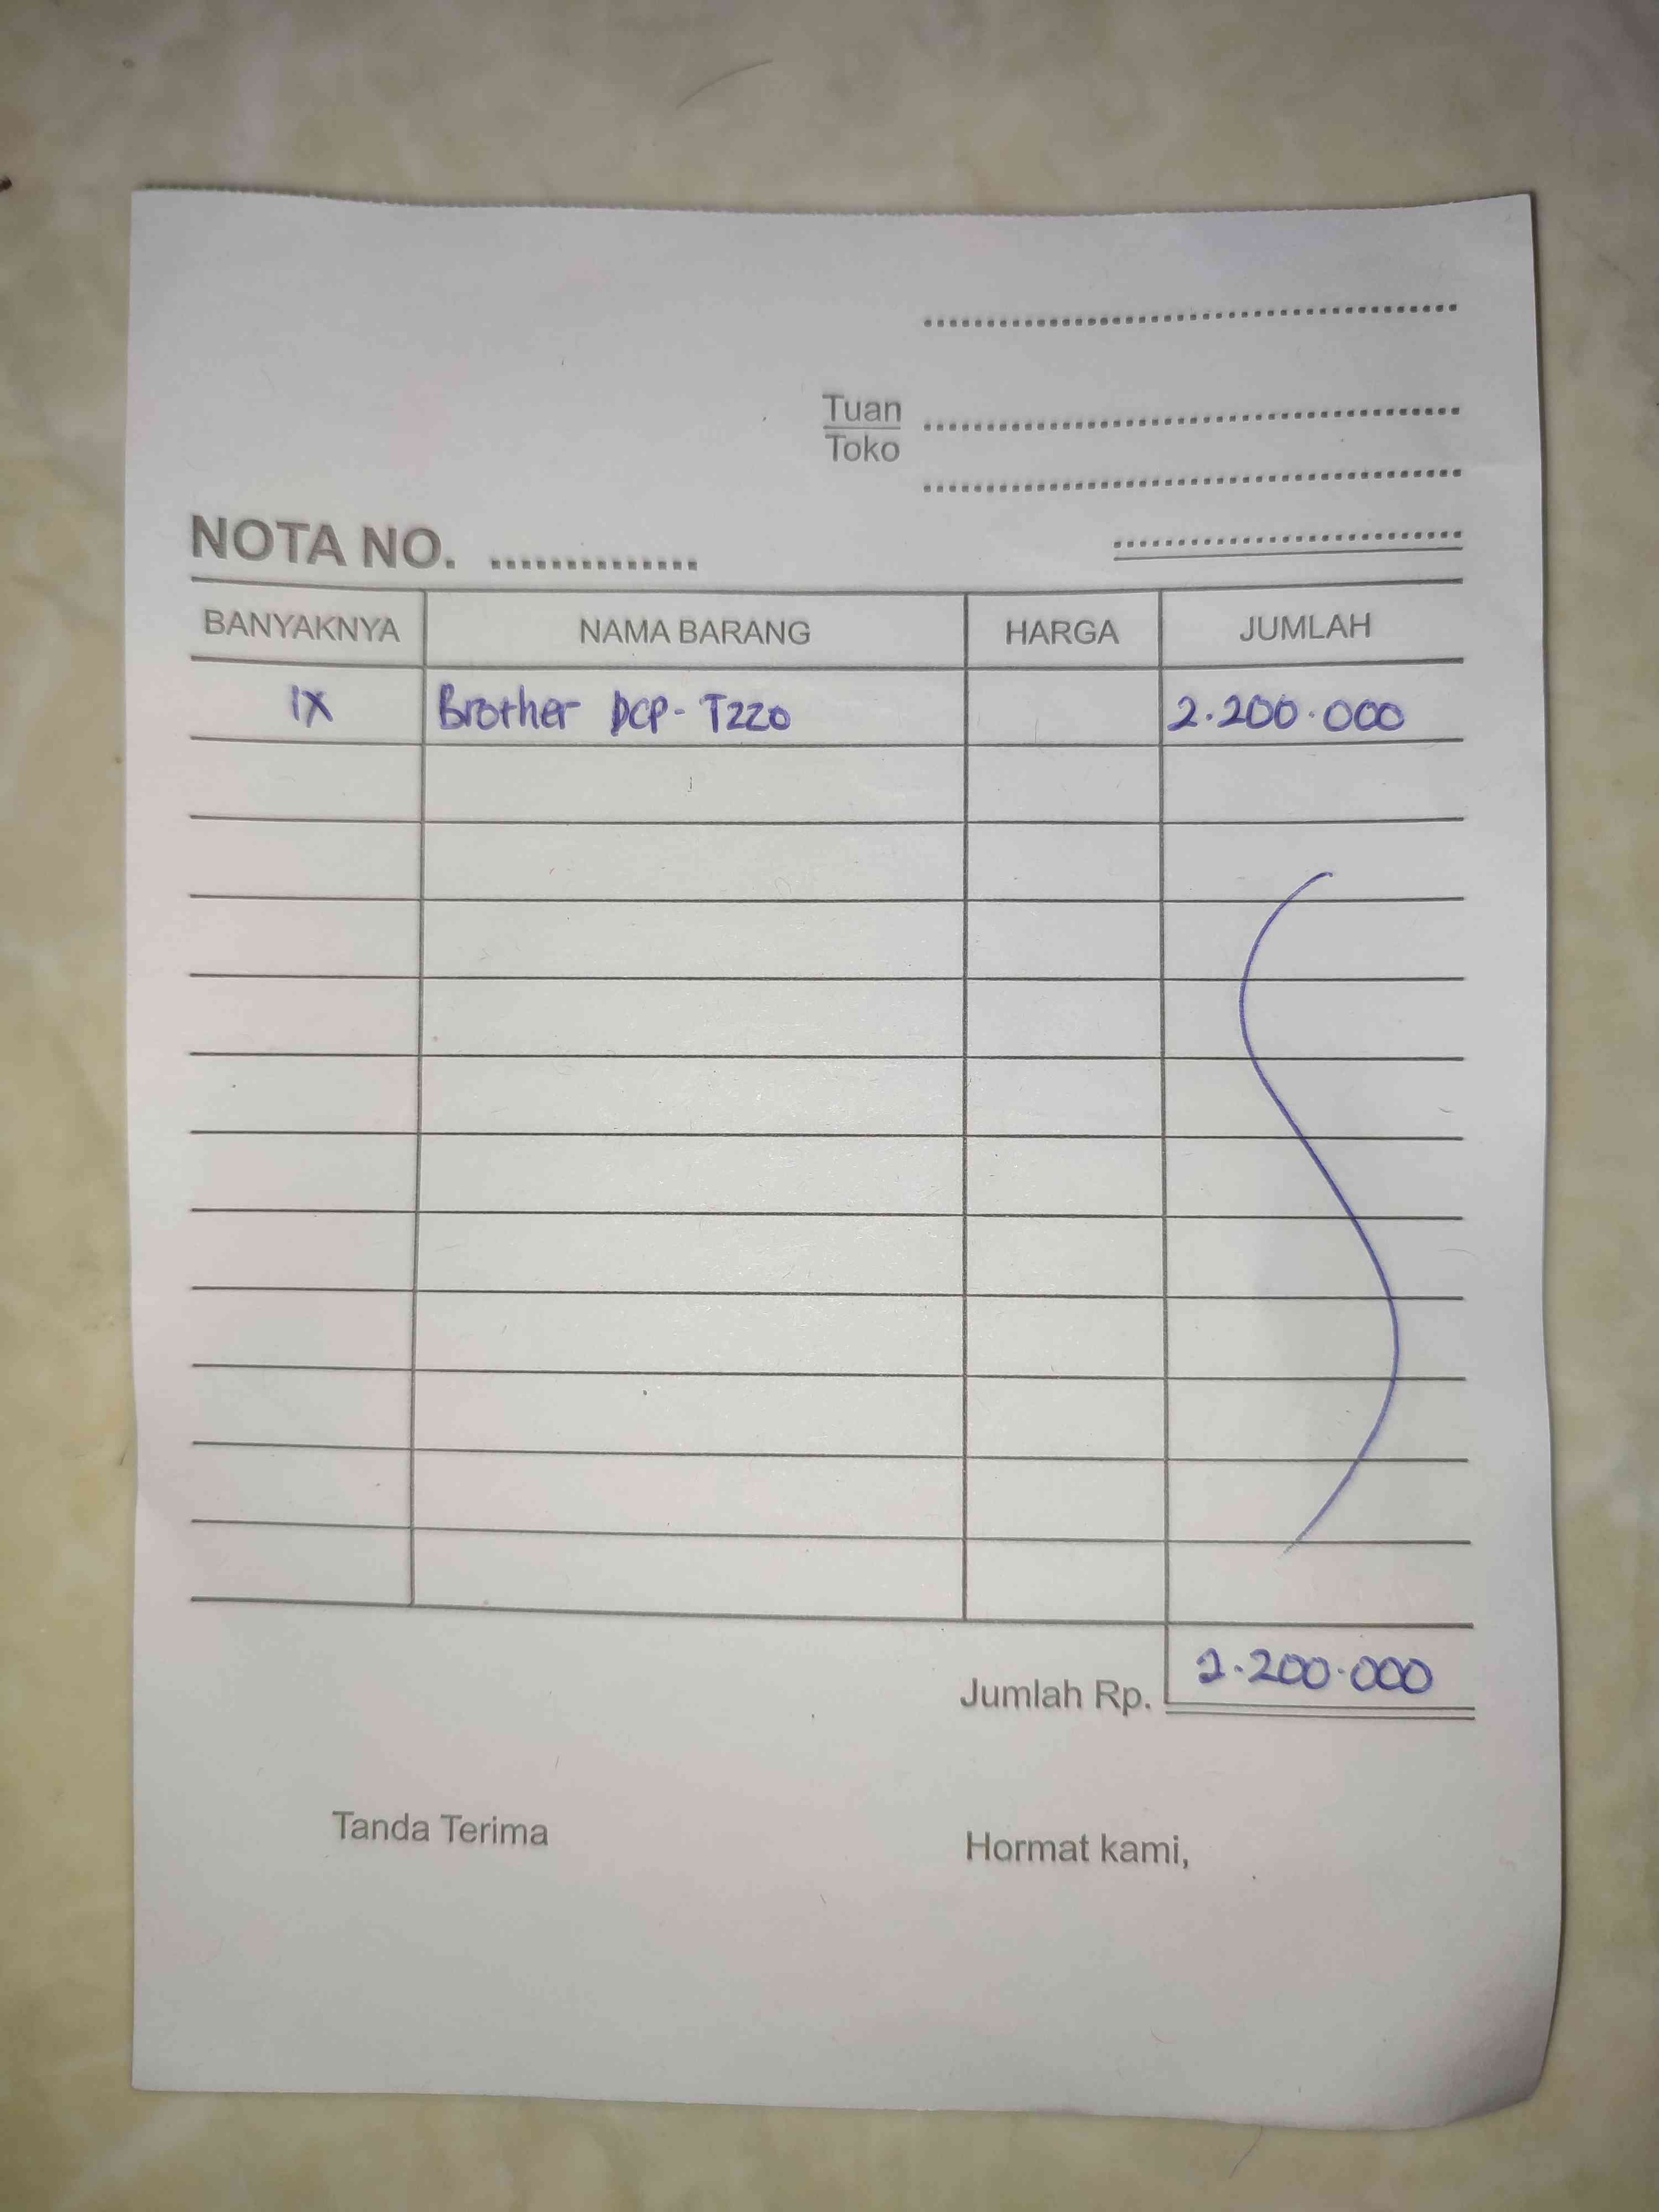 Tuan
Toko
NOTA NO. ..............
BANYAKNYA NAMA BARANG HARGA JUMLAH
1X Brother DCP-T220 2.200.000
Jumlah Rp. 2.200.000
Tanda Terima Hormat kami,